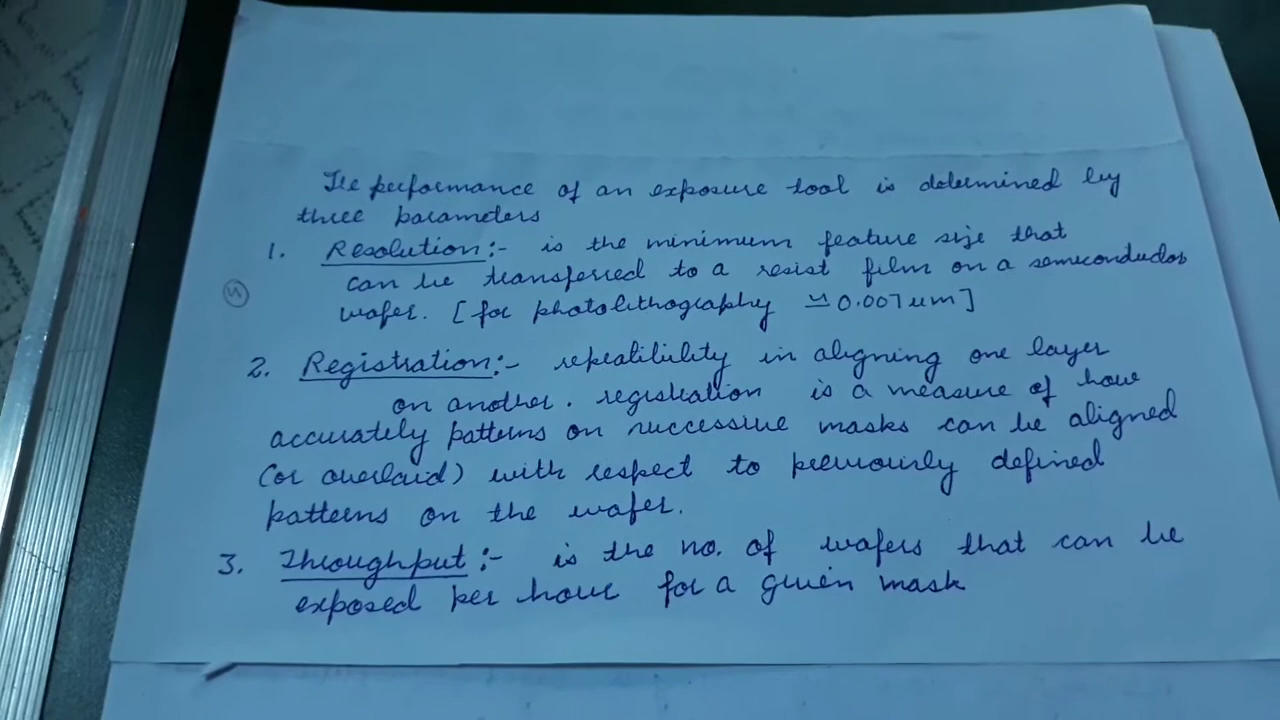 The performance of an exposure tool is determined by
three parameters
1. Resolution:- is the minimum feature size that
can be transferred to a resist film on a semiconductor
wafer. [for photolithography ≃ 0.007 um]
2. Registration:- repeatibility in aligning one layer
on another. registration is a measure of how
accurately patterns on successive masks can be aligned
(or overlaid) with respect to previously defined
patterns on the wafer.
3. Throughput:- is the no. of wafers that can be
exposed per hour for a given mask